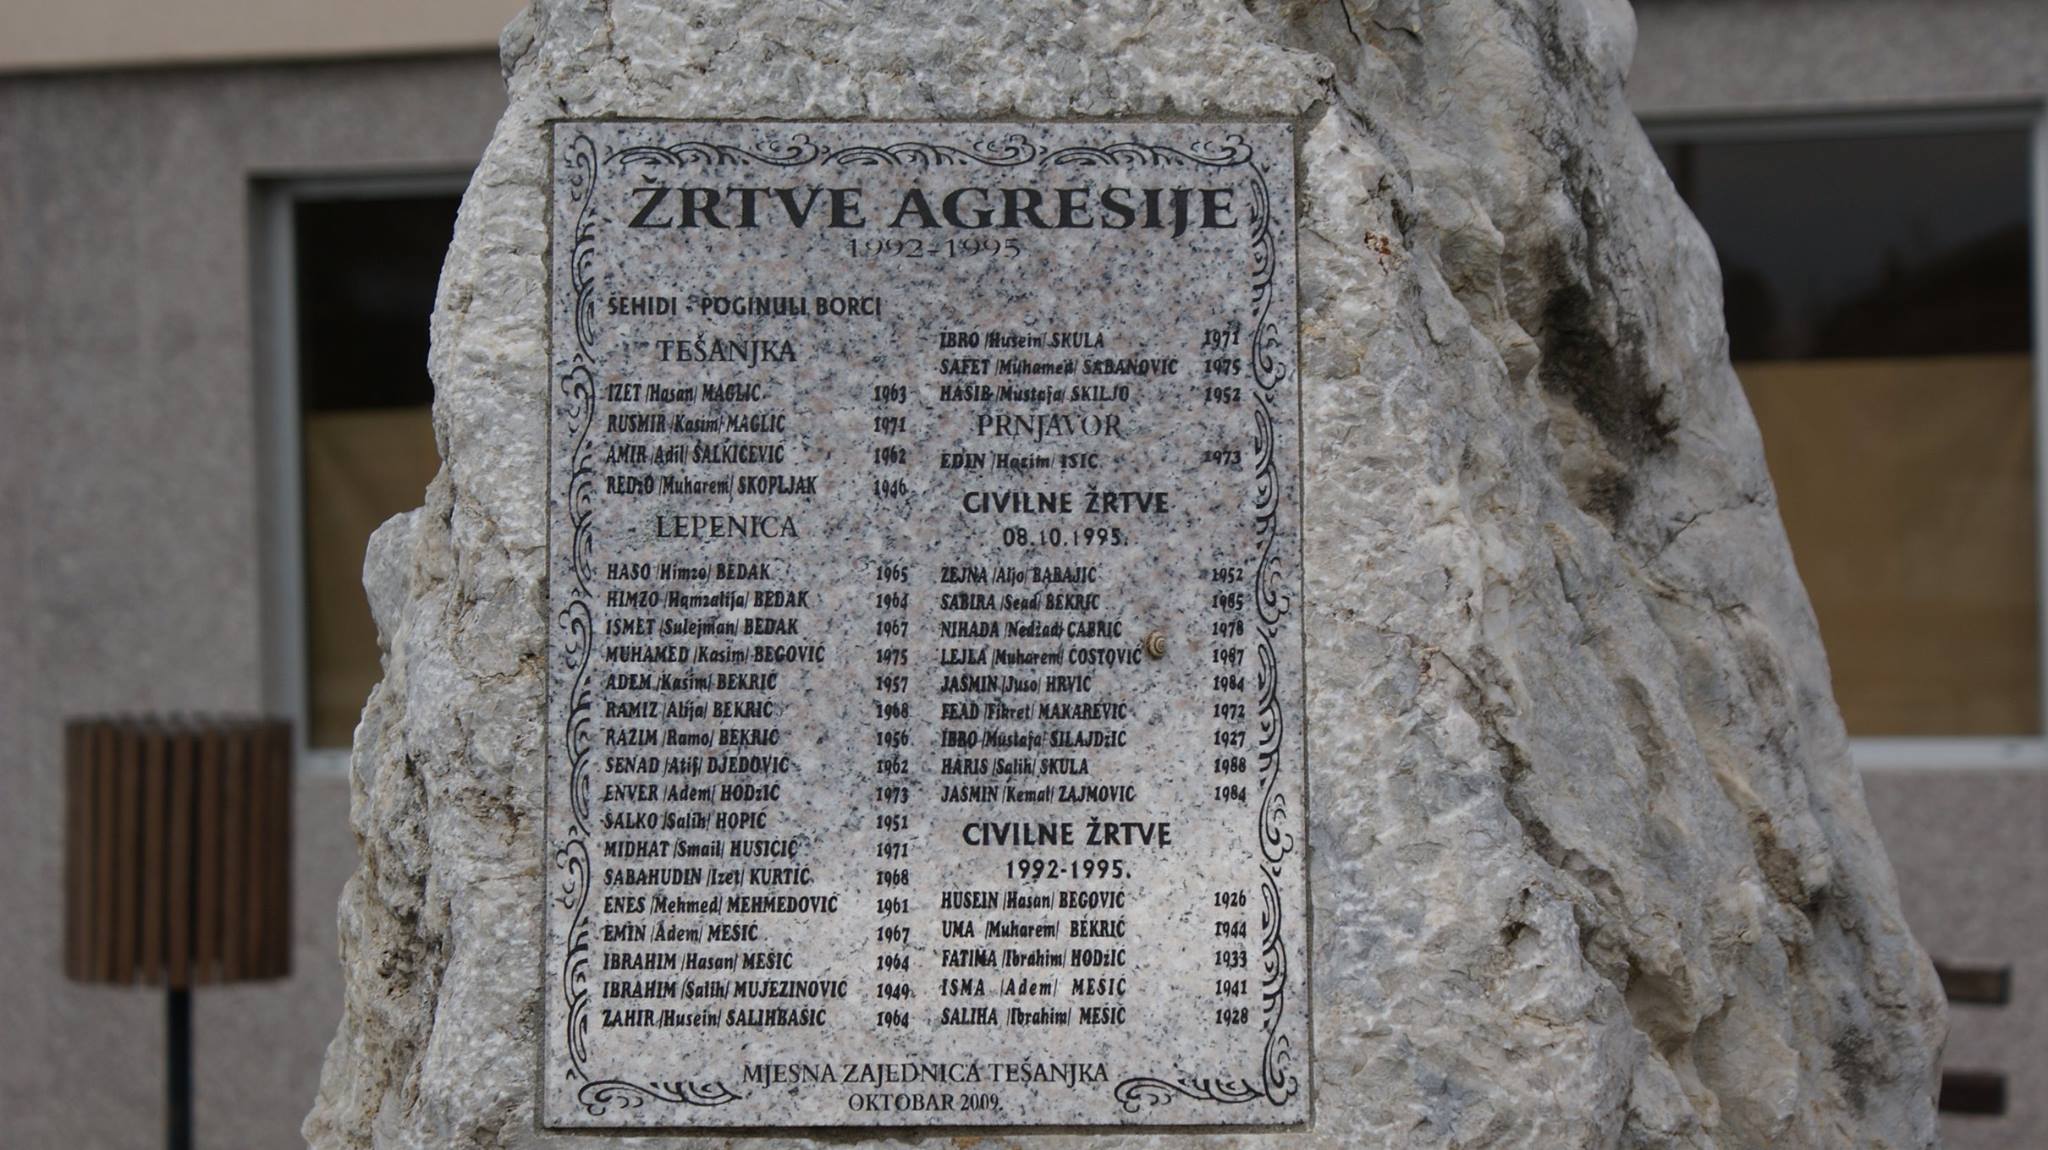 ŽRTVE AGRESIJE
1992-1995
ŠEHIDI - POGINULI BORCI
TEŠANJKA
IZET /Hasan/ MAGLIĆ 1963
RUSMIR /Kasim/ MAGLIĆ 1971
AMIR /Adil/ ŠALKIĆEVIĆ 1962
REDžO /Muharem/ SKOPLJAK 1946
LEPENICA
HASO /Himzo/ BEDAK 1965
HIMZO /Hamzalija/ BEDAK 1964
ISMET /Sulejman/ BEDAK 1967
MUHAMED /Kasim/ BEGOVIĆ 1975
ADEM /Kasim/ BEKRIĆ 1957
RAMIZ /Alija/ BEKRIĆ 1968
RAZIM /Ramo/ BEKRIĆ 1956
SENAD /Atif/ DJEDOVIĆ 1962
ENVER /Adem/ HODžIĆ 1973
SALKO /Salih/ HOPIĆ 1951
MIDHAT /Smail/ HUSIČIĆ 1971
SABAHUDIN /Izet/ KURTIĆ 1968
ENES /Mehmed/ MEHMEDOVIĆ 1961
EMIN /Adem/ MEŠIĆ 1967
IBRAHIM /Hasan/ MEŠIĆ 1964
IBRAHIM /Salih/ MUJEZINOVIĆ 1949
ZAHIR /Husein/ SALIHBAŠIĆ 1964
IBRO /Husein/ SKULA 1971
SAFET /Muhamed/ ŠABANOVIĆ 1975
HASIB /Mustafa/ ŠKILJO 1952
PRNJAVOR
EDIN /Hazim/ ISIĆ 1973
CIVILNE ŽRTVE
08.10.1995.
ZEJNA /Aljo/ BABAJIĆ 1952
SABIRA /Sead/ BEKRIĆ 1985
NIHADA /Nedžad/ ČABRIĆ 1978
LEJLA /Muharem/ ĆOSTOVIĆ 1987
JASMIN /Juso/ HRVIĆ 1984
FEAD /Fikret/ MAKAREVIĆ 1972
IBRO /Mustafa/ SILAJDžIĆ 1927
HARIS /Salih/ SKULA 1988
JASMIN /Kemal/ ZAJMOVIĆ 1984
CIVILNE ŽRTVE
1992-1995.
HUSEIN /Hasan/ BEGOVIĆ 1926
UMA /Muharem/ BEKRIĆ 1944
FATIMA /Ibrahim/ HODžIĆ 1933
ISMA /Adem/ MEŠIĆ 1941
SALIHA /Ibrahim/ MEŠIĆ 1928
MJESNA ZAJEDNICA TEŠANJKA
OKTOBAR 2009.